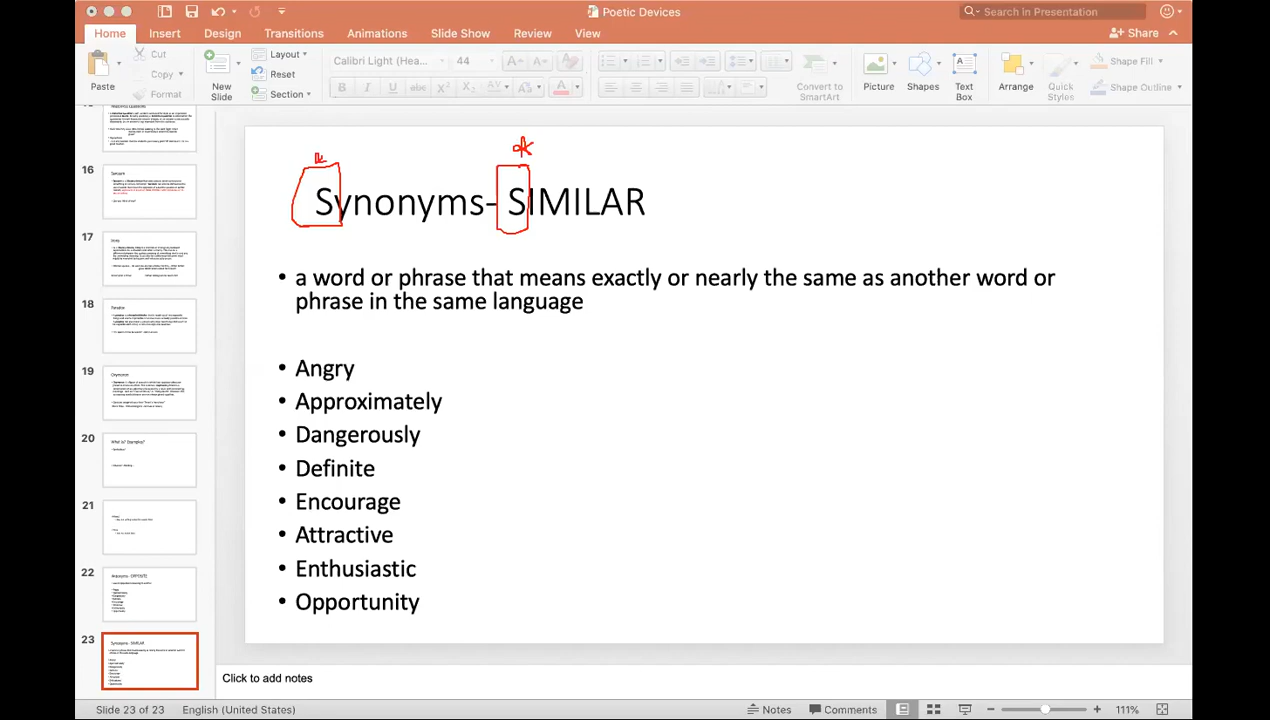 Poetic Devices
Search in Presentation
Home Insert Design Transitions Animations Slide Show Review View Share
Paste Cut Copy Format New Slide Layout Reset Section Calibri Light (Hea... 44 Convert to SmartArt Picture Shapes Text Box Arrange Quick Styles Shape Fill Shape Outline
16
17
18
19
20
21
22
23
Synonyms- SIMILAR
• a word or phrase that means exactly or nearly the same as another word or
phrase in the same language
• Angry
• Approximately
• Dangerously
• Definite
• Encourage
• Attractive
• Enthusiastic
• Opportunity
Click to add notes
Slide 23 of 23 English (United States) Notes Comments 111%